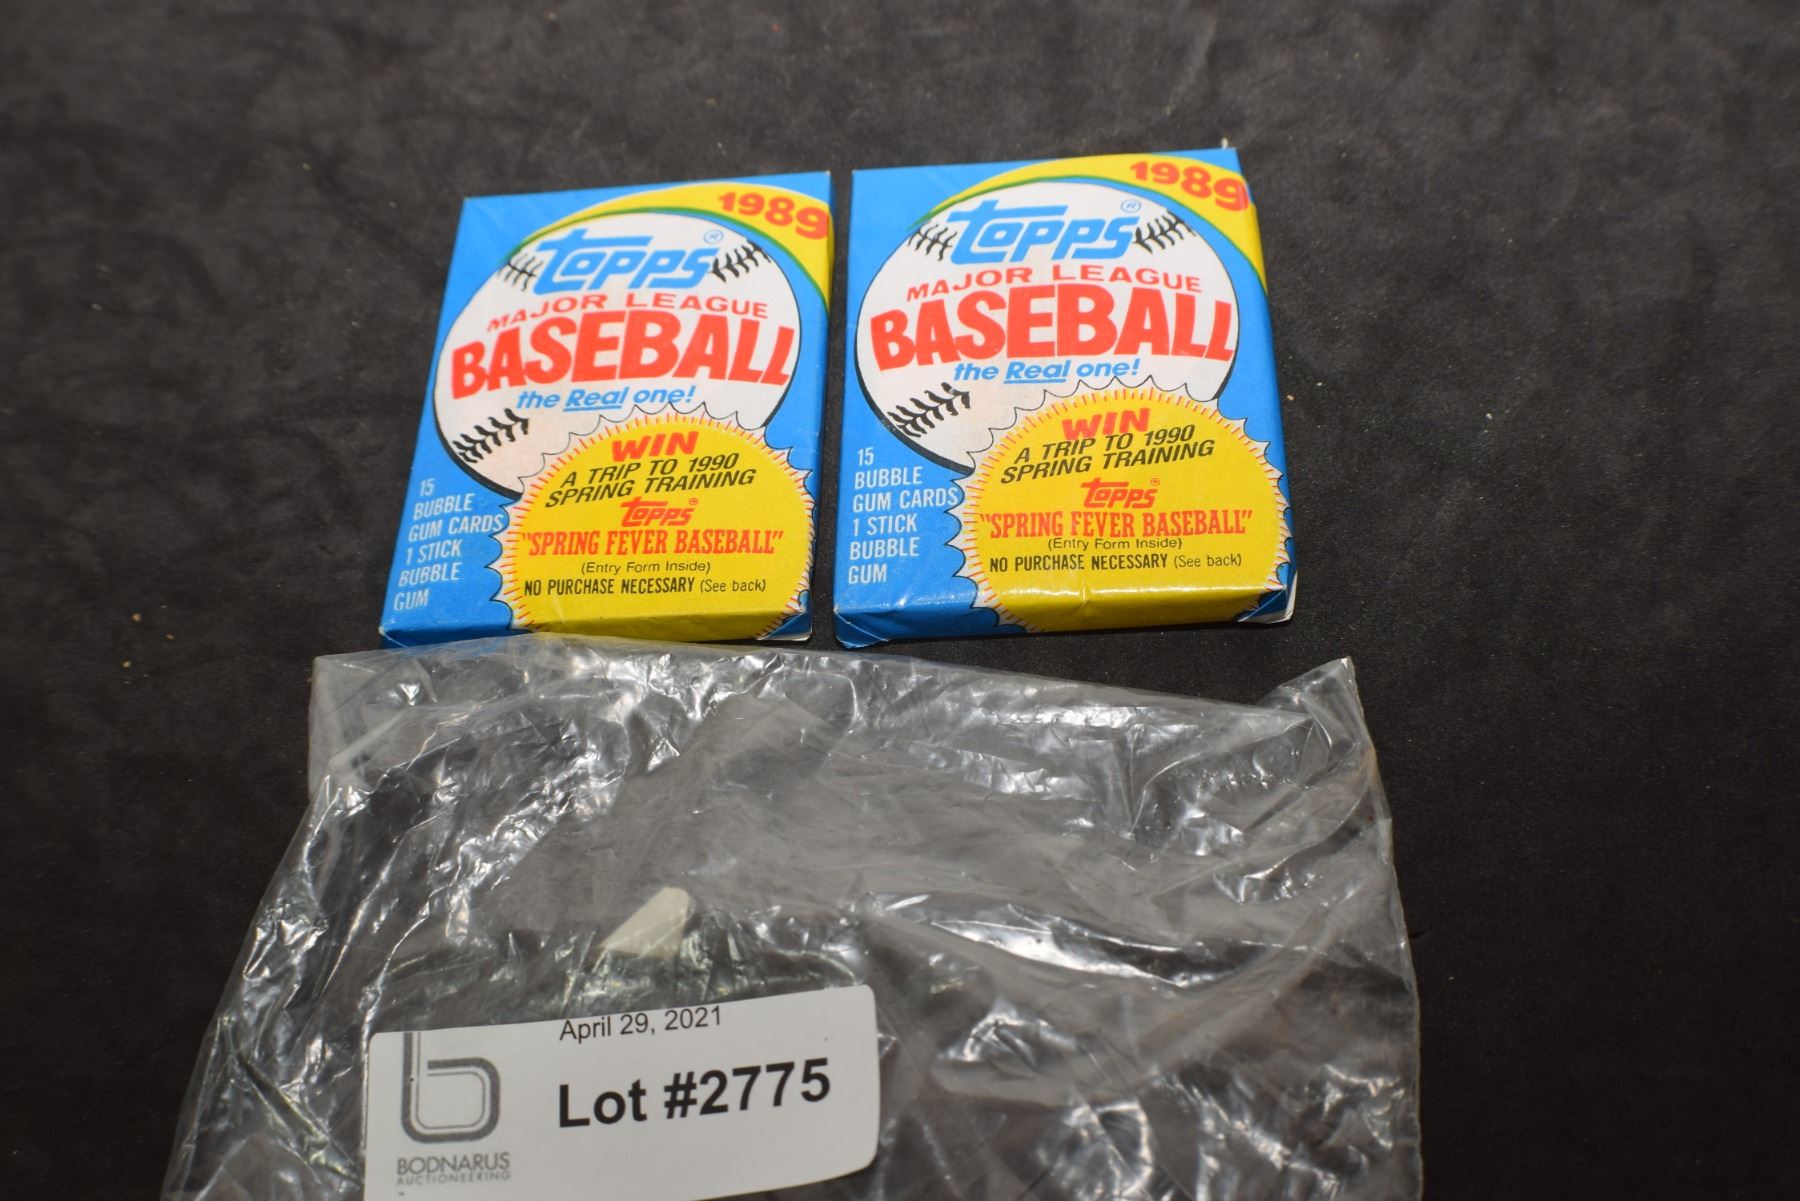 1989
Topps®
MAJOR LEAGUE
BASEBALL
the Real one!
WIN
A TRIP TO 1990
SPRING TRAINING
Topps®
"SPRING FEVER BASEBALL"
(Entry Form Inside)
NO PURCHASE NECESSARY (See back)
15
BUBBLE
GUM CARDS
1 STICK
BUBBLE
GUM
1989
Topps®
MAJOR LEAGUE
BASEBALL
the Real one!
WIN
A TRIP TO 1990
SPRING TRAINING
Topps®
"SPRING FEVER BASEBALL"
(Entry Form Inside)
NO PURCHASE NECESSARY (See back)
15
BUBBLE
GUM CARDS
1 STICK
BUBBLE
GUM
April 29, 2021
Lot #2775
b
BODNARUS
AUCTIONEERING